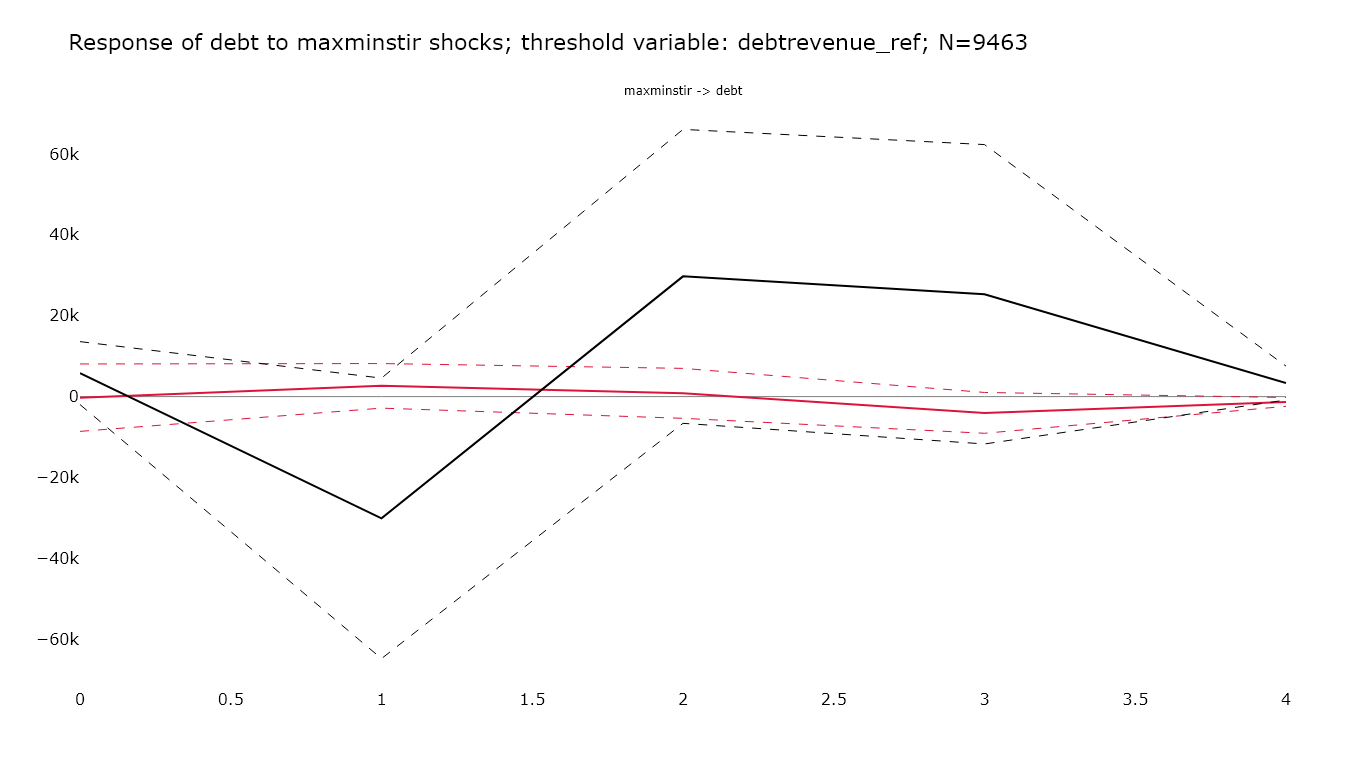 Response of debt to maxminstir shocks; threshold variable: debtrevenue_ref; N=9463
maxminstir -> debt
60k
40k
20k
0
−20k
−40k
−60k
0 0.5 1 1.5 2 2.5 3 3.5 4